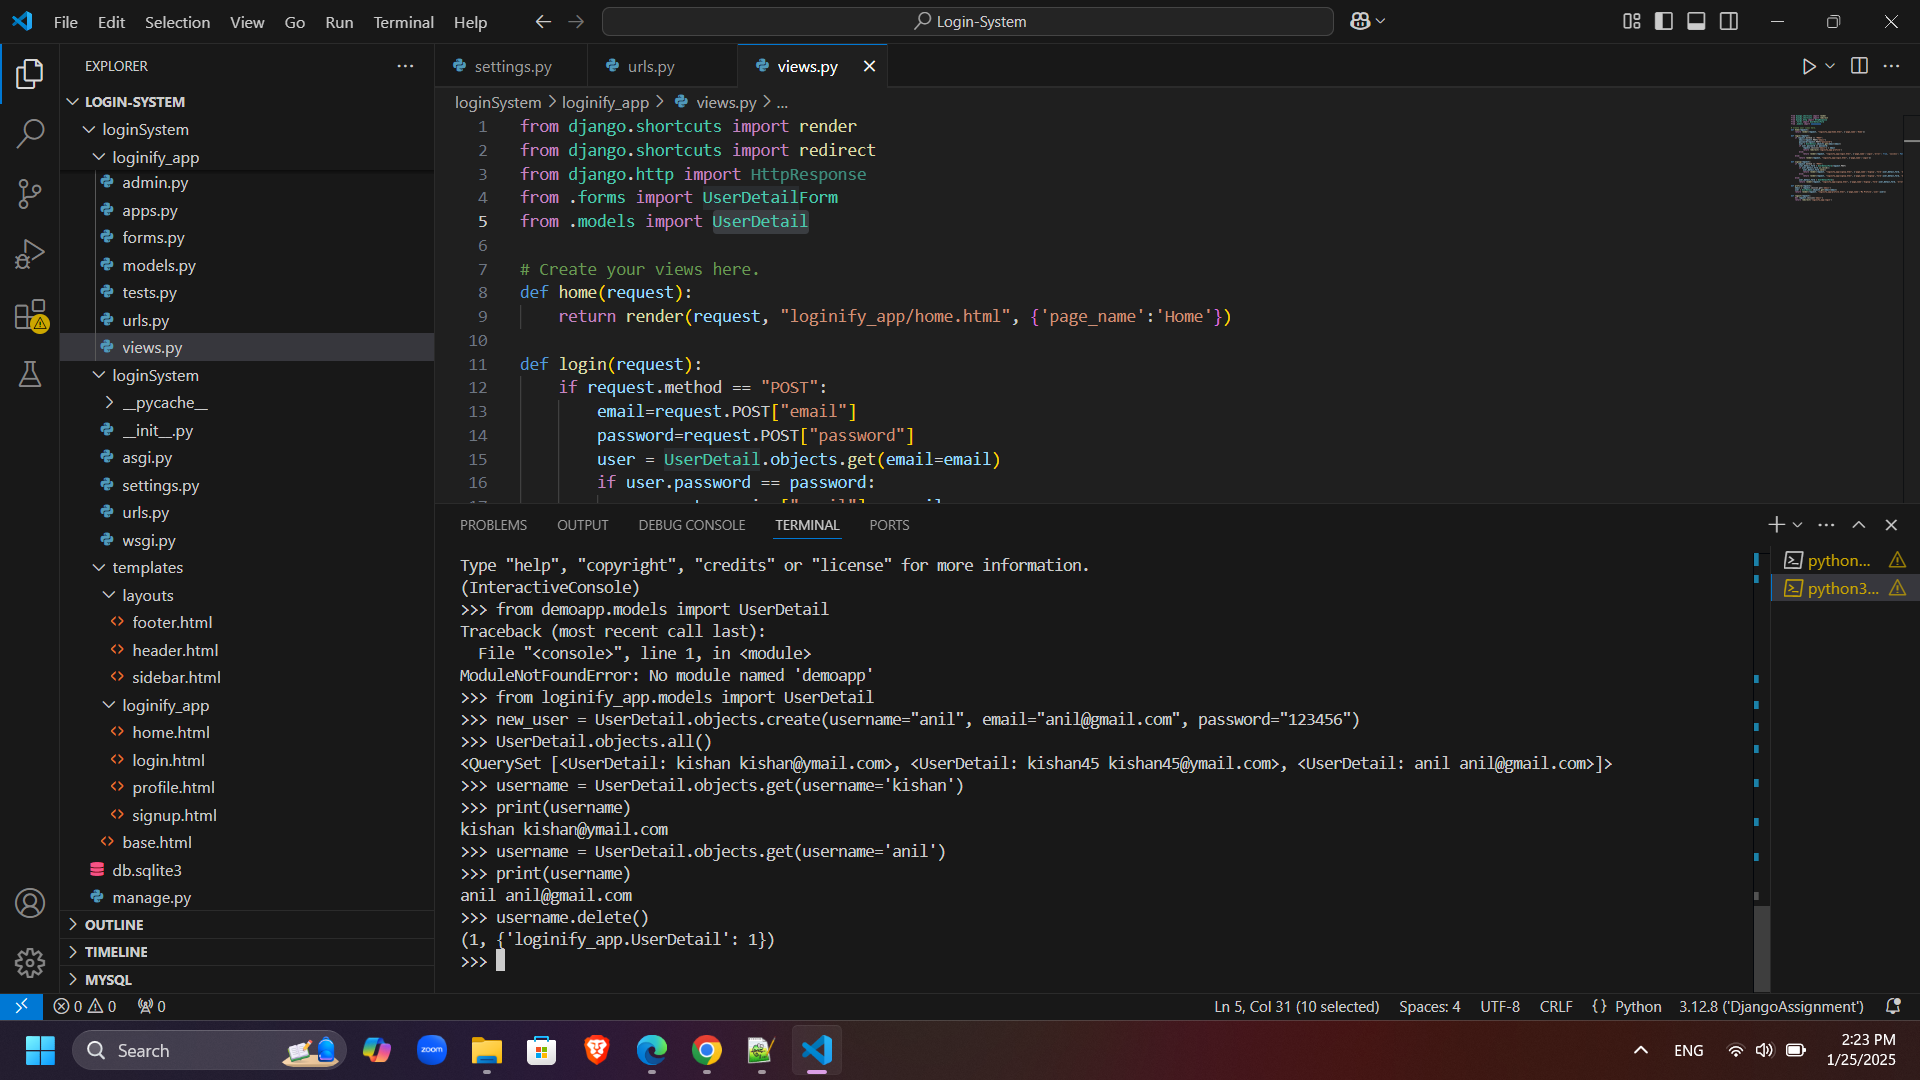 File Edit Selection View Go Run Terminal Help
Login-System
EXPLORER
LOGIN-SYSTEM
loginSystem
loginify_app
admin.py
apps.py
forms.py
models.py
tests.py
urls.py
views.py
loginSystem
__pycache__
__init__.py
asgi.py
settings.py
urls.py
wsgi.py
templates
layouts
footer.html
header.html
sidebar.html
loginify_app
home.html
login.html
profile.html
signup.html
base.html
db.sqlite3
manage.py
OUTLINE
TIMELINE
MYSQL
settings.py urls.py views.py
loginSystem > loginify_app > views.py > ...
1 from django.shortcuts import render
2 from django.shortcuts import redirect
3 from django.http import HttpResponse
4 from .forms import UserDetailForm
5 from .models import UserDetail
6
7 # Create your views here.
8 def home(request):
9 return render(request, "loginify_app/home.html", {'page_name':'Home'})
10
11 def login(request):
12 if request.method == "POST":
13 email=request.POST["email"]
14 password=request.POST["password"]
15 user = UserDetail.objects.get(email=email)
16 if user.password == password:
PROBLEMS OUTPUT DEBUG CONSOLE TERMINAL PORTS
Type "help", "copyright", "credits" or "license" for more information.
(InteractiveConsole)
>>> from demoapp.models import UserDetail
Traceback (most recent call last):
File "<console>", line 1, in <module>
ModuleNotFoundError: No module named 'demoapp'
>>> from loginify_app.models import UserDetail
>>> new_user = UserDetail.objects.create(username="anil", email="anil@gmail.com", password="123456")
>>> UserDetail.objects.all()
<QuerySet [<UserDetail: kishan kishan@ymail.com>, <UserDetail: kishan45 kishan45@ymail.com>, <UserDetail: anil anil@gmail.com>]>
>>> username = UserDetail.objects.get(username='kishan')
>>> print(username)
kishan kishan@ymail.com
>>> username = UserDetail.objects.get(username='anil')
>>> print(username)
anil anil@gmail.com
>>> username.delete()
(1, {'loginify_app.UserDetail': 1})
>>>
python...
python3...
0 0 0
Ln 5, Col 31 (10 selected) Spaces: 4 UTF-8 CRLF {} Python 3.12.8 ('DjangoAssignment')
Search
zoom
ENG
2:23 PM
1/25/2025